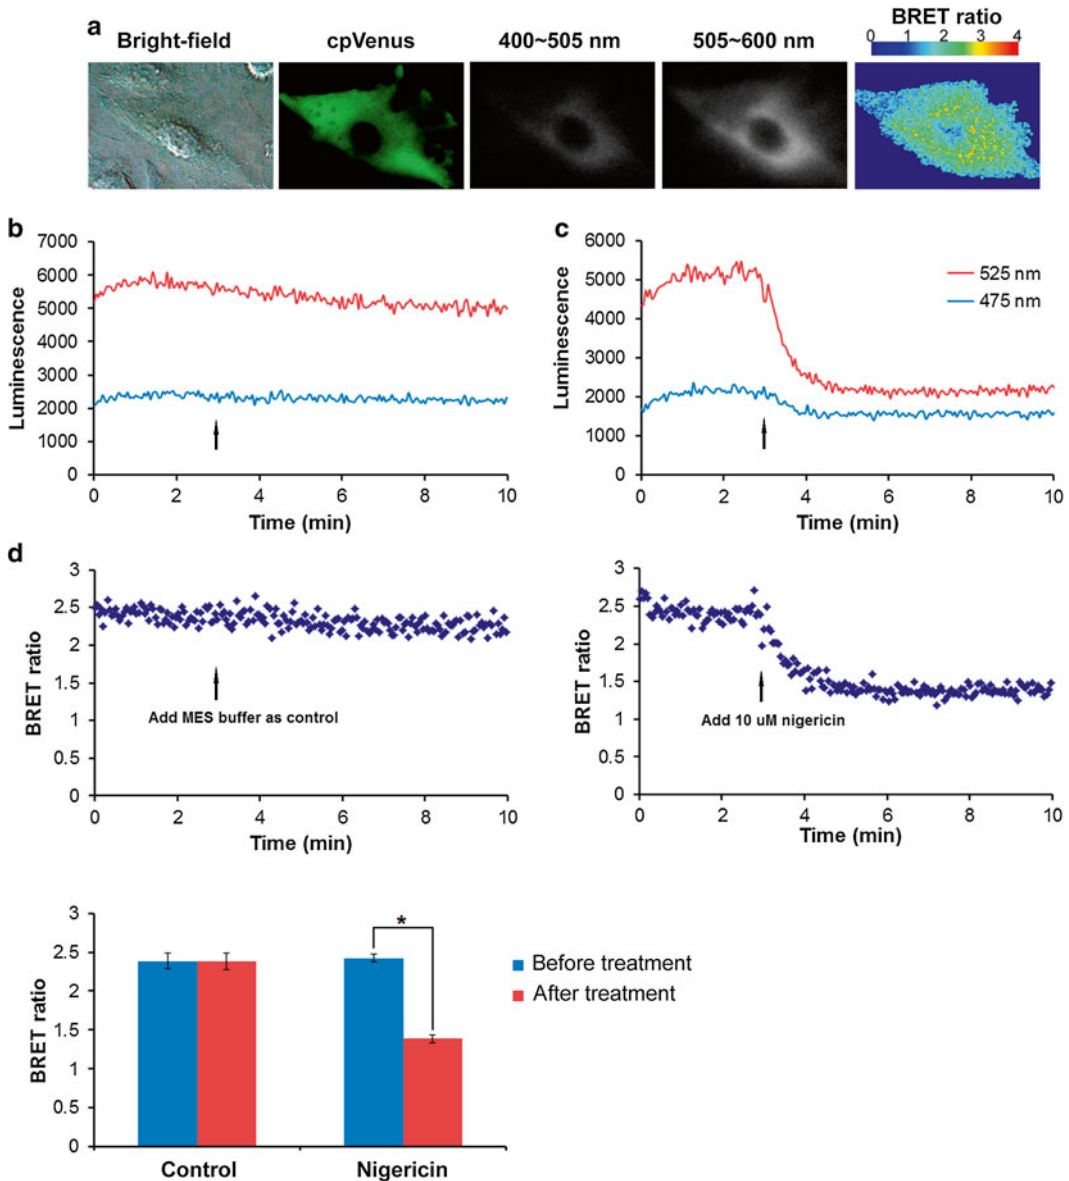 a
Bright-field
cpVenus
400~505 nm
505~600 nm
BRET ratio
0 1 2 3 4
b
7000
6000
5000
4000
3000
2000
1000
0
Luminescence
0 2 4 6 8 10
Time (min)
c
6000
5000
4000
3000
2000
1000
0
Luminescence
525 nm
475 nm
0 2 4 6 8 10
Time (min)
d
3
2.5
2
1.5
1
0.5
0
BRET ratio
Add MES buffer as control
0 2 4 6 8 10
Time (min)
3
2.5
2
1.5
1
0.5
0
BRET ratio
Add 10 uM nigericin
0 2 4 6 8 10
Time (min)
3
2.5
2
1.5
1
0.5
0
BRET ratio
*
Before treatment
After treatment
Control
Nigericin